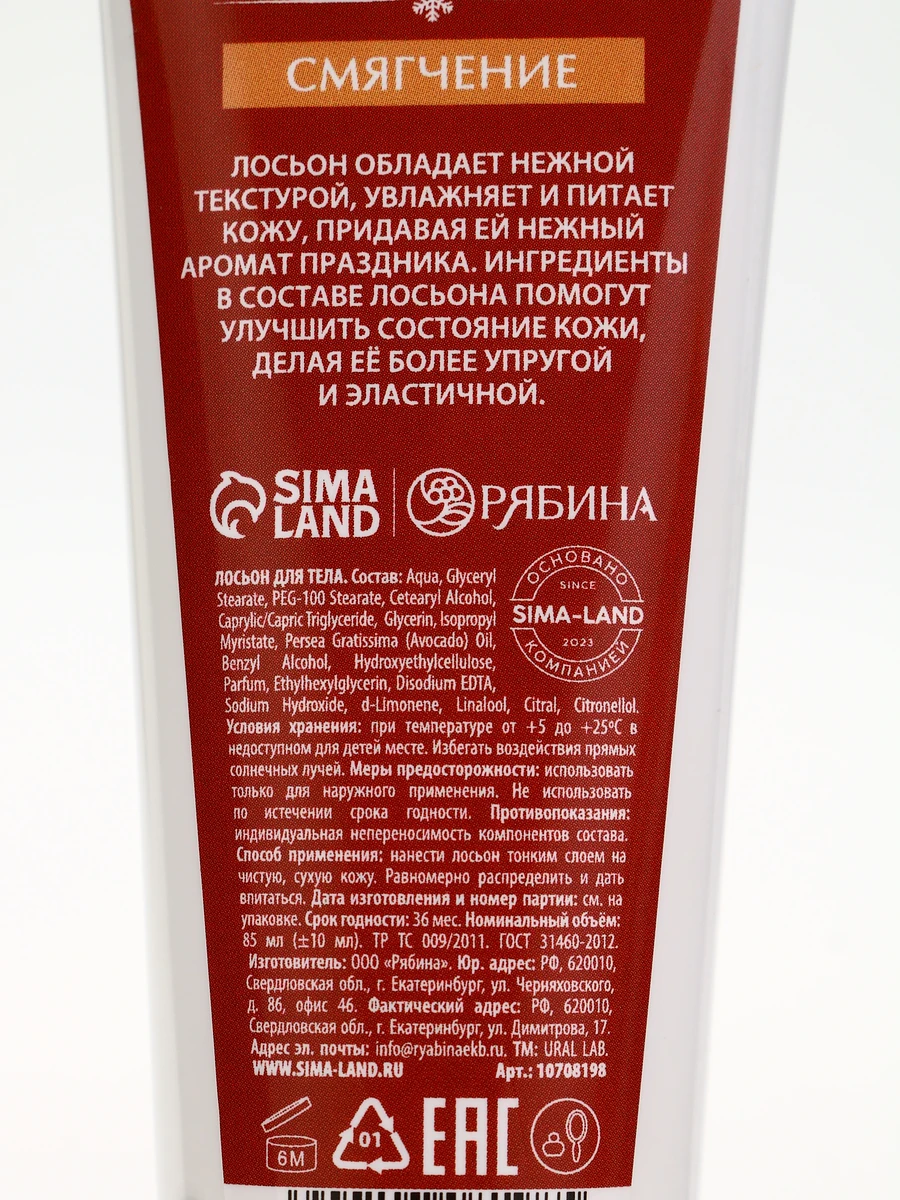 СМЯГЧЕНИЕ
ЛОСЬОН ОБЛАДАЕТ НЕЖНОЙ
ТЕКСТУРОЙ, УВЛАЖНЯЕТ И ПИТАЕТ
КОЖУ, ПРИДАВАЯ ЕЙ НЕЖНЫЙ
АРОМАТ ПРАЗДНИКА. ИНГРЕДИЕНТЫ
В СОСТАВЕ ЛОСЬОНА ПОМОГУТ
УЛУЧШИТЬ СОСТОЯНИЕ КОЖИ,
ДЕЛАЯ ЕЁ БОЛЕЕ УПРУГОЙ
И ЭЛАСТИЧНОЙ.
SIMA
LAND
РЯБИНА
ОСНОВАНО
SINCE
SIMA-LAND
2023
КОМПАНИЕЙ
ЛОСЬОН ДЛЯ ТЕЛА. Состав: Aqua, Glyceryl
Stearate, PEG-100 Stearate, Cetearyl Alcohol,
Caprylic/Capric Triglyceride, Glycerin, Isopropyl
Myristate, Persea Gratissima (Avocado) Oil,
Benzyl Alcohol, Hydroxyethylcellulose,
Parfum, Ethylhexylglycerin, Disodium EDTA,
Sodium Hydroxide, d-Limonene, Linalool, Citral, Citronellol.
Условия хранения: при температуре от +5 до +25ºС в
недоступном для детей месте. Избегать воздействия прямых
солнечных лучей. Меры предосторожности: использовать
только для наружного применения. Не использовать
по истечении срока годности. Противопоказания:
индивидуальная непереносимость компонентов состава.
Способ применения: нанести лосьон тонким слоем на
чистую, сухую кожу. Равномерно распределить и дать
впитаться. Дата изготовления и номер партии: см. на
упаковке. Срок годности: 36 мес. Номинальный объём:
85 мл (±10 мл). ТР ТС 009/2011. ГОСТ 31460-2012.
Изготовитель: ООО «Рябина». Юр. адрес: РФ, 620010,
Свердловская обл., г. Екатеринбург, ул. Черняховского,
д. 86, офис 46. Фактический адрес: РФ, 620010,
Свердловская обл., г. Екатеринбург, ул. Димитрова, 17.
Адрес эл. почты: info@ryabinaekb.ru. ТМ: URAL LAB.
WWW.SIMA-LAND.RU Арт.: 10708198
6М
01
EAC